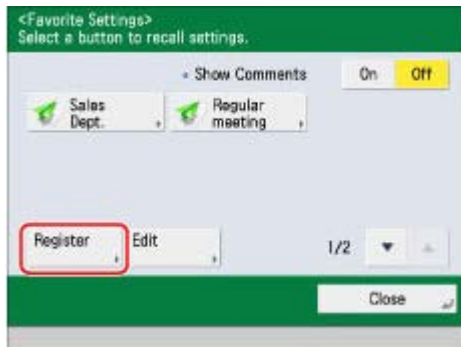 <Favorite Settings>
Select a button to recall settings.
Show Comments On Off
Sales Dept.
Regular meeting
Register Edit 1/2
Close